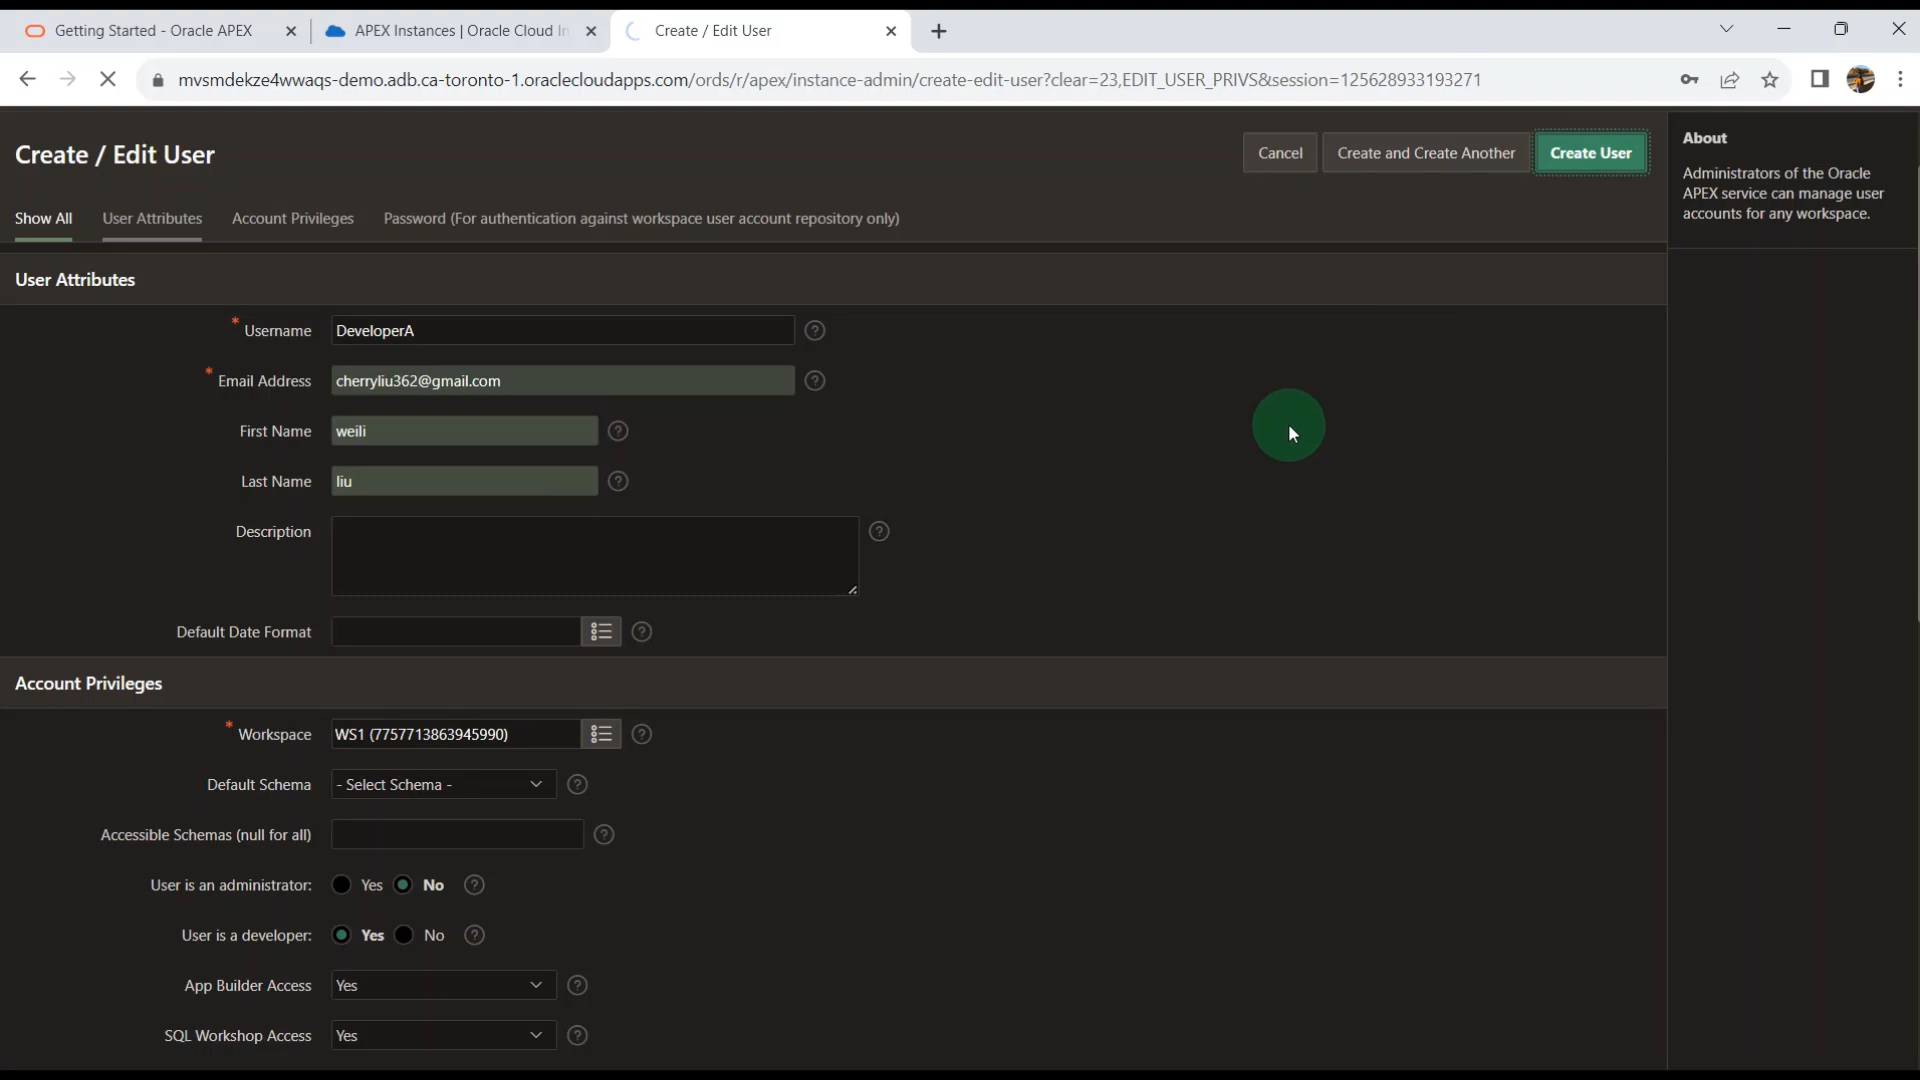 Getting Started - Oracle APEX
APEX Instances | Oracle Cloud In
Create / Edit User
mvsmdekze4wwaqs-demo.adb.ca-toronto-1.oraclecloudapps.com/ords/r/apex/instance-admin/create-edit-user?clear=23,EDIT_USER_PRIVS&session=125628933193271
Create / Edit User
Cancel
Create and Create Another
Create User
About
Administrators of the Oracle
APEX service can manage user
accounts for any workspace.
Show All
User Attributes
Account Privileges
Password (For authentication against workspace user account repository only)
User Attributes
* Username DeveloperA ?
* Email Address cherryliu362@gmail.com ?
First Name weili ?
Last Name liu ?
Description ?
Default Date Format ?
Account Privileges
* Workspace WS1 (7757713863945990) ?
Default Schema - Select Schema - ?
Accessible Schemas (null for all) ?
User is an administrator: Yes No ?
User is a developer: Yes No ?
App Builder Access Yes ?
SQL Workshop Access Yes ?